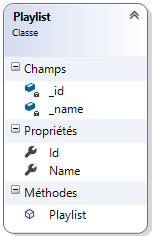 Playlist
Classe
Champs
_id
_name
Propriétés
Id
Name
Méthodes
Playlist